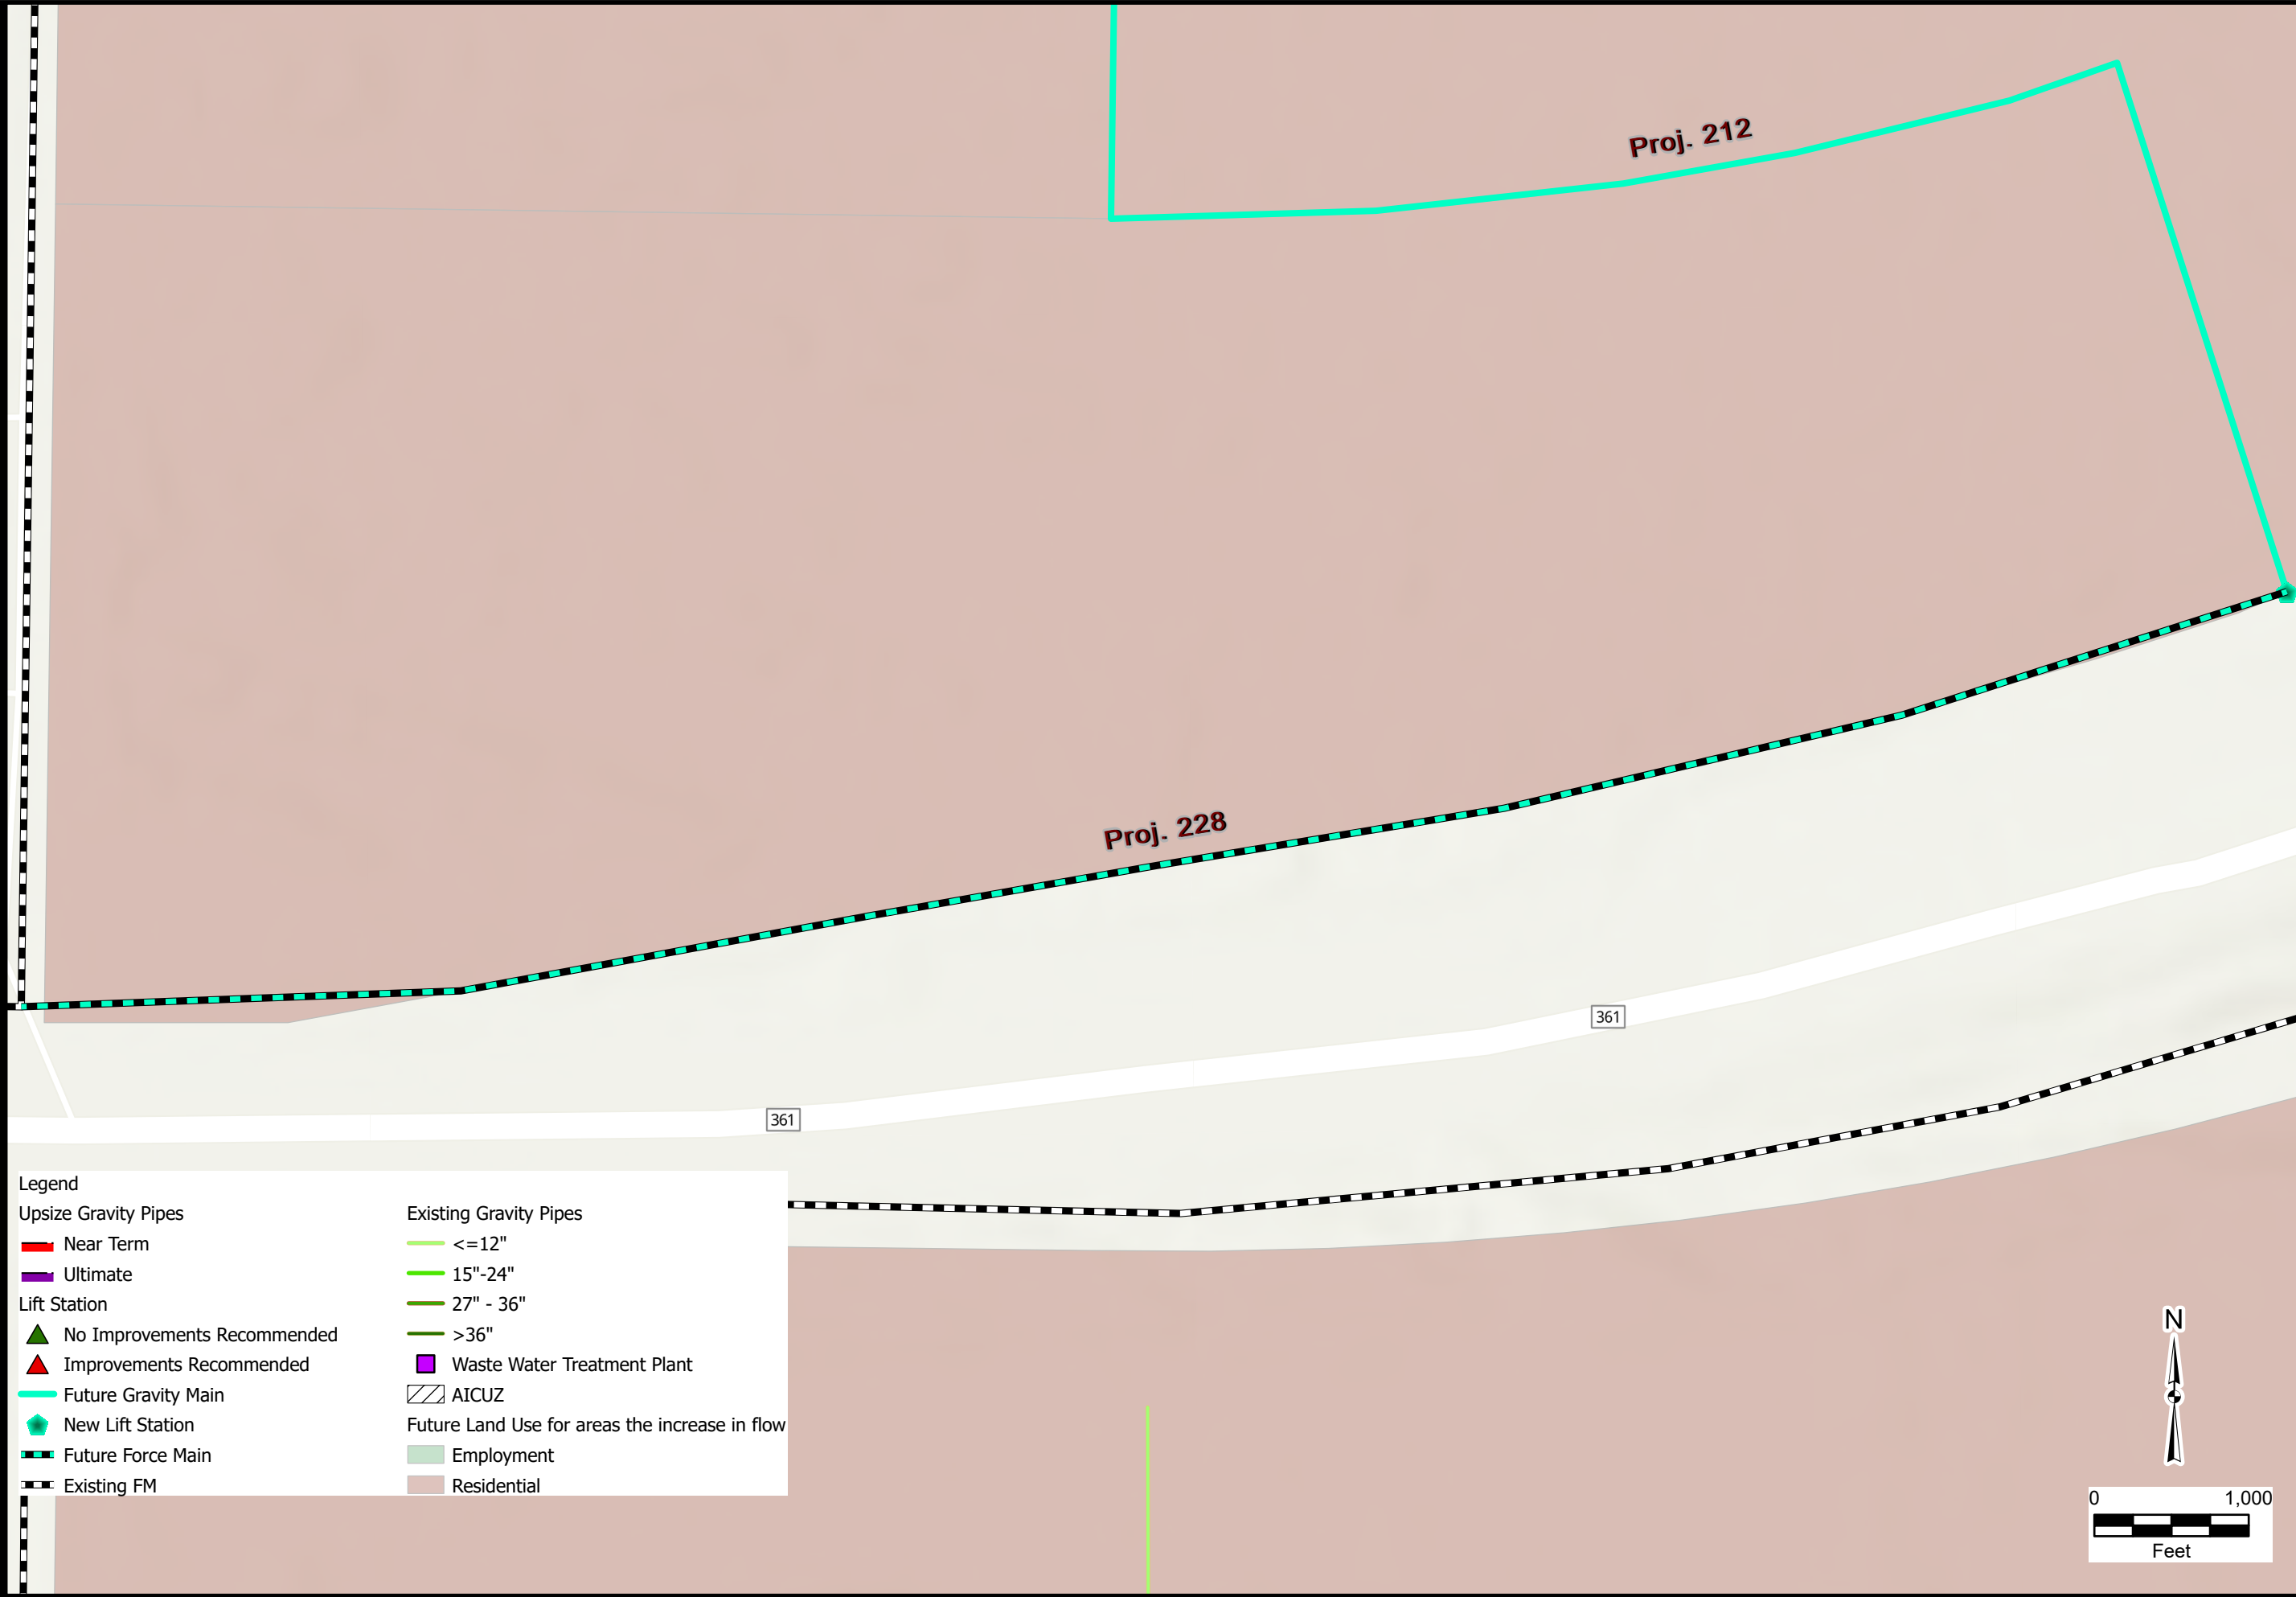 Proj. 212
Proj. 228
361
361
Legend
Upsize Gravity Pipes
Near Term
Ultimate
Lift Station
No Improvements Recommended
Improvements Recommended
Future Gravity Main
New Lift Station
Future Force Main
Existing FM
Existing Gravity Pipes
<=12"
15"-24"
27" - 36"
>36"
Waste Water Treatment Plant
AICUZ
Future Land Use for areas the increase in flow
Employment
Residential
N
0 1,000
Feet